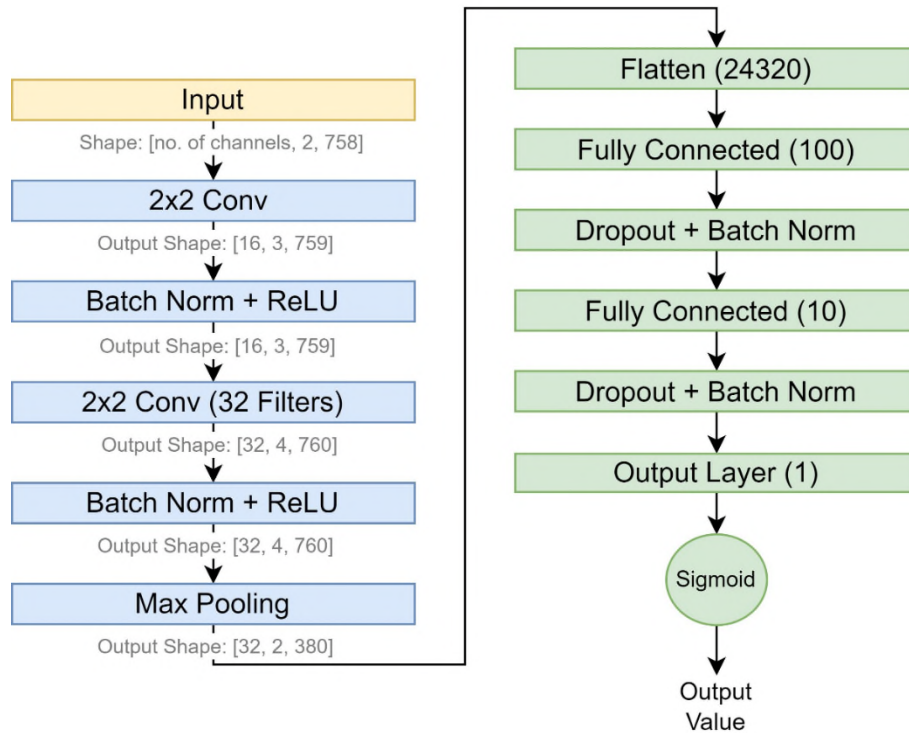 Input
Shape: [no. of channels, 2, 758]
2x2 Conv
Output Shape: [16, 3, 759]
Batch Norm + ReLU
Output Shape: [16, 3, 759]
2x2 Conv (32 Filters)
Output Shape: [32, 4, 760]
Batch Norm + ReLU
Output Shape: [32, 4, 760]
Max Pooling
Output Shape: [32, 2, 380]
Flatten (24320)
Fully Connected (100)
Dropout + Batch Norm
Fully Connected (10)
Dropout + Batch Norm
Output Layer (1)
Sigmoid
Output
Value